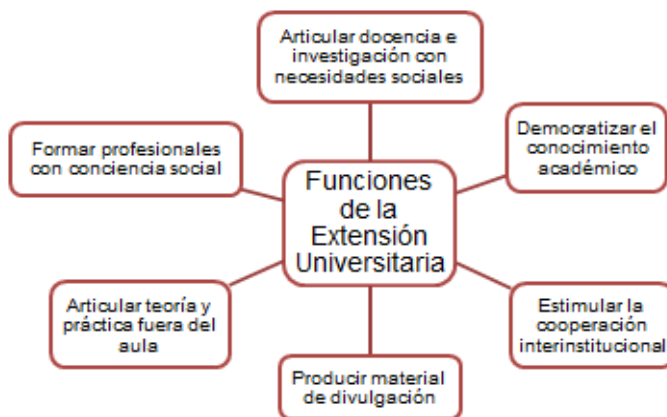 Articular docencia e
investigación con
necesidades sociales
Democratizar el
conocimiento
académico
Estimular la
cooperación
interinstitucional
Producir material
de divulgación
Articular teoría y
práctica fuera del
aula
Formar profesionales
con conciencia social
Funciones
de la
Extensión
Universitaria